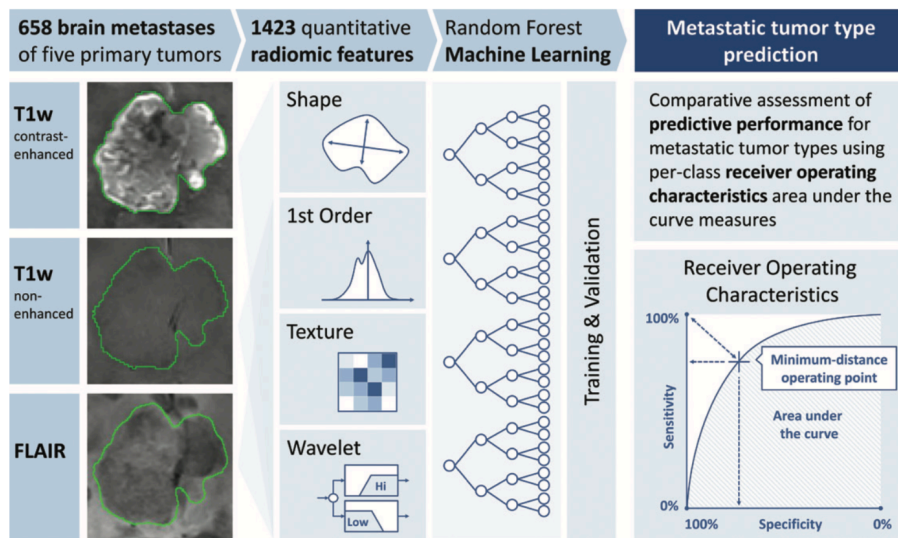 658 brain metastases
of five primary tumors
1423 quantitative
radiomic features
Random Forest
Machine Learning
Metastatic tumor type
prediction
T1w
contrast-
enhanced
T1w
non-
enhanced
FLAIR
Shape
1st Order
Texture
Wavelet
Hi
Low
Training & Validation
Comparative assessment of
predictive performance for
metastatic tumor types using
per-class receiver operating
characteristics area under the
curve measures
Receiver Operating
Characteristics
100%
Minimum-distance
operating point
Sensitivity
Area under
the curve
0%
100%
Specificity
0%